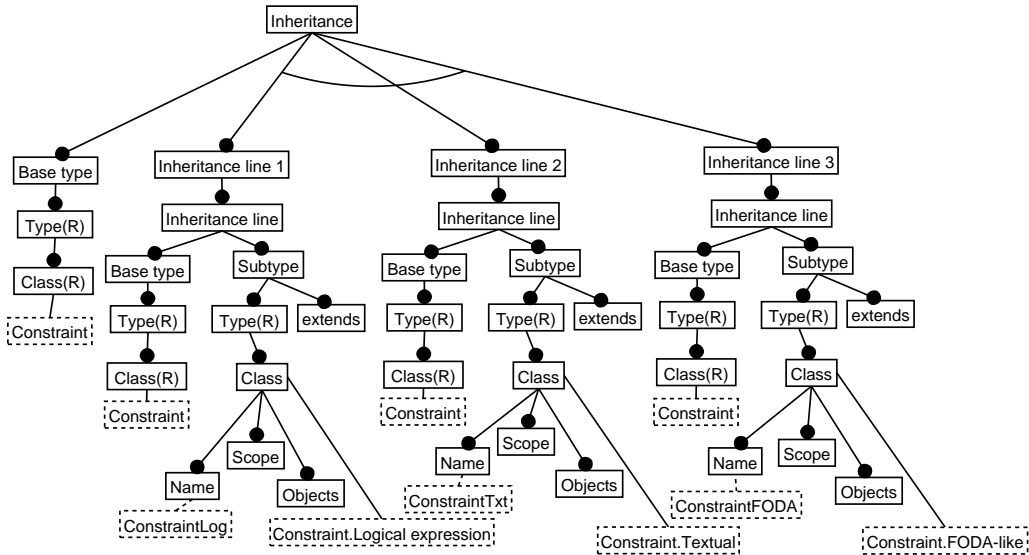 Inheritance
Base type
Inheritance line 1
Inheritance line 2
Inheritance line 3
Type(R)
Inheritance line
Inheritance line
Inheritance line
Class(R)
Base type
Subtype
Base type
Subtype
Base type
Subtype
Constraint
Type(R)
Type(R)
extends
Type(R)
Type(R)
extends
Type(R)
Type(R)
extends
Class(R)
Class
Class(R)
Class
Class(R)
Class
Constraint
Constraint
Constraint
Scope
Scope
Scope
Name
Name
Name
Objects
Objects
Objects
ConstraintLog
ConstraintTxt
ConstraintFODA
Constraint.Logical expression
Constraint.Textual
Constraint.FODA-like